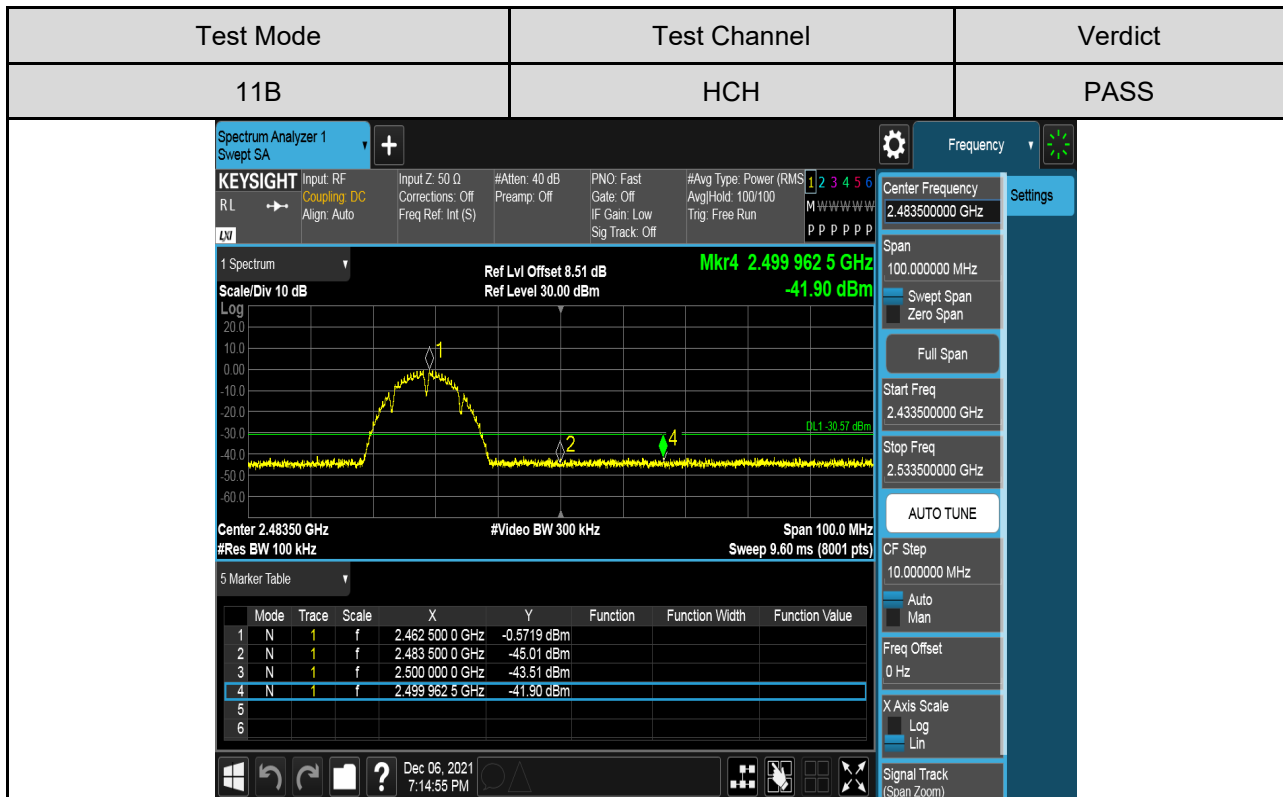 Test Mode Test Channel Verdict
11B HCH PASS
Spectrum Analyzer 1
Swept SA
+
Frequency
KEYSIGHT
RL
LXI
Input: RF
Coupling: DC
Align: Auto
Input Z: 50 Ω
Corrections: Off
Freq Ref: Int (S)
#Atten: 40 dB
Preamp: Off
PNO: Fast
Gate: Off
IF Gain: Low
Sig Track: Off
#Avg Type: Power (RMS
Avg|Hold: 100/100
Trig: Free Run
1 2 3 4 5 6
M W W W W W
P P P P P P
1 Spectrum
Scale/Div 10 dB
Ref Lvl Offset 8.51 dB
Ref Level 30.00 dBm
Mkr4 2.499 962 5 GHz
-41.90 dBm
Log
20.0
10.0
0.00
-10.0
-20.0
-30.0
-40.0
-50.0
-60.0
1
2
4
DL1 -30.57 dBm
Center 2.48350 GHz #Video BW 300 kHz Span 100.0 MHz
#Res BW 100 kHz Sweep 9.60 ms (8001 pts)
5 Marker Table
Mode Trace Scale X Y Function Function Width Function Value
1 N 1 f 2.462 500 0 GHz -0.5719 dBm
2 N 1 f 2.483 500 0 GHz -45.01 dBm
3 N 1 f 2.500 000 0 GHz -43.51 dBm
4 N 1 f 2.499 962 5 GHz -41.90 dBm
5
6
?
Dec 06, 2021
7:14:55 PM
Center Frequency
2.483500000 GHz
Settings
Span
100.000000 MHz
Swept Span
Zero Span
Full Span
Start Freq
2.433500000 GHz
Stop Freq
2.533500000 GHz
AUTO TUNE
CF Step
10.000000 MHz
Auto
Man
Freq Offset
0 Hz
X Axis Scale
Log
Lin
Signal Track
(Span Zoom)